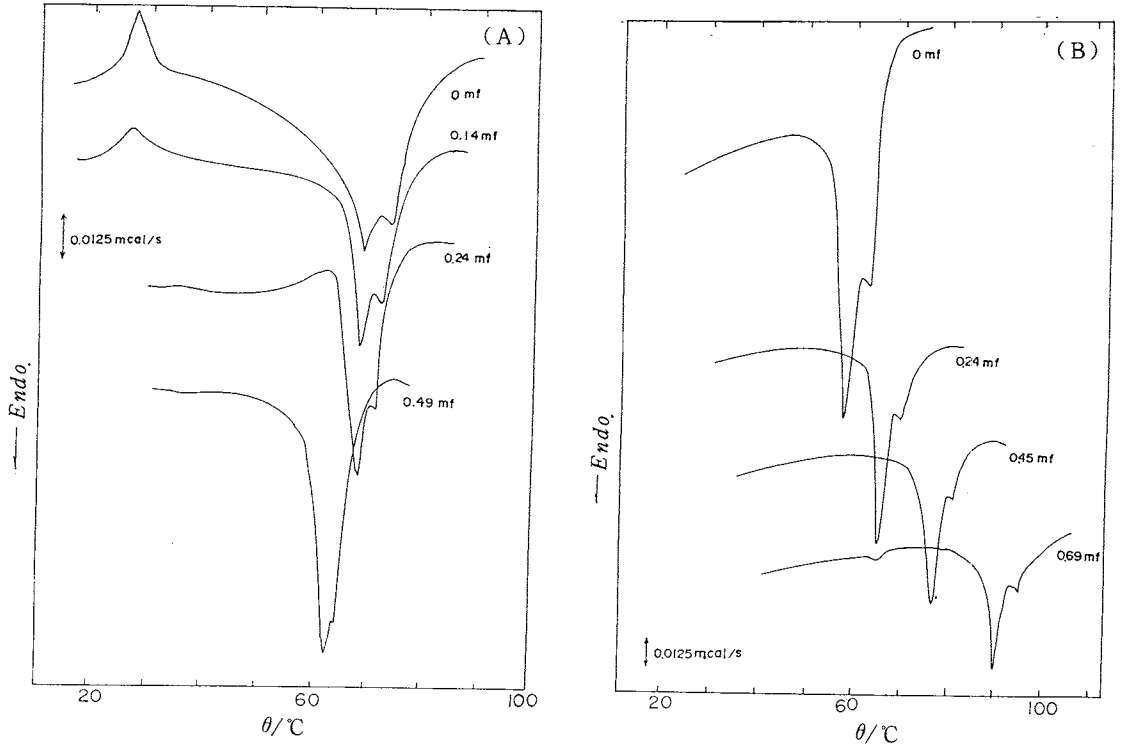 (A)
0 mf
0.14 mf
0.0125 mcal/s
0.24 mf
0.49 mf
Endo.
20 60 100
θ/℃
(B)
0 mf
0.24 mf
0.45 mf
0.69 mf
0.0125 mcal/s
Endo.
20 60 100
θ/℃